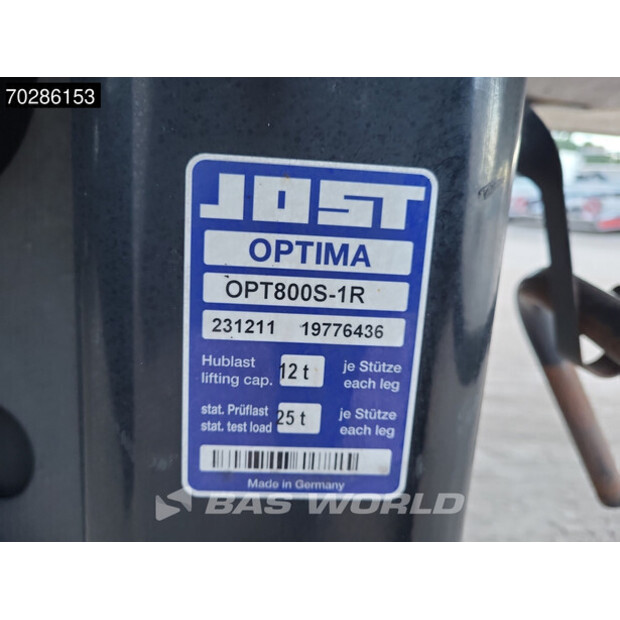 70286153
JOST
OPTIMA
OPT800S-1R
231211 19776436
Hublast 12 t je Stütze
lifting cap. each leg
stat. Prüflast 25 t je Stütze
stat. test load each leg
Made in Germany
BAS WORLD